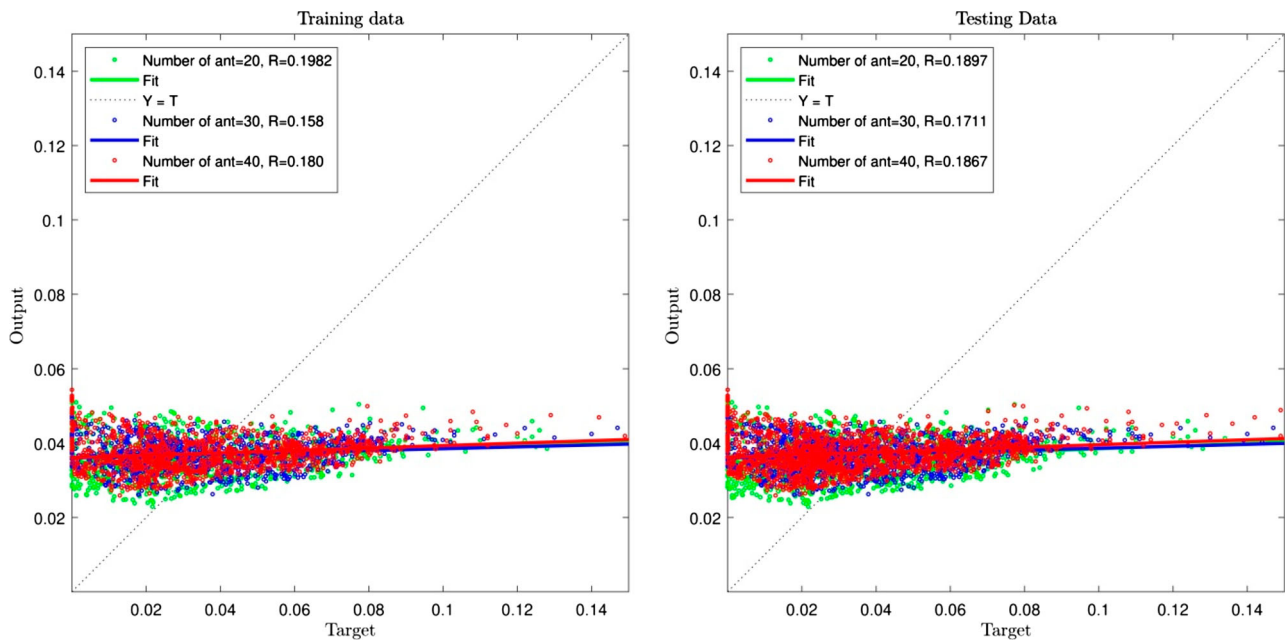 Training data
Number of ant=20, R=0.1982
Fit
Y = T
Number of ant=30, R=0.158
Fit
Number of ant=40, R=0.180
Fit
0.14
0.12
0.1
0.08
0.06
0.04
0.02
Output
0.02 0.04 0.06 0.08 0.1 0.12 0.14
Target
Testing Data
Number of ant=20, R=0.1897
Fit
Y = T
Number of ant=30, R=0.1711
Fit
Number of ant=40, R=0.1867
Fit
0.14
0.12
0.1
0.08
0.06
0.04
0.02
Output
0.02 0.04 0.06 0.08 0.1 0.12 0.14
Target